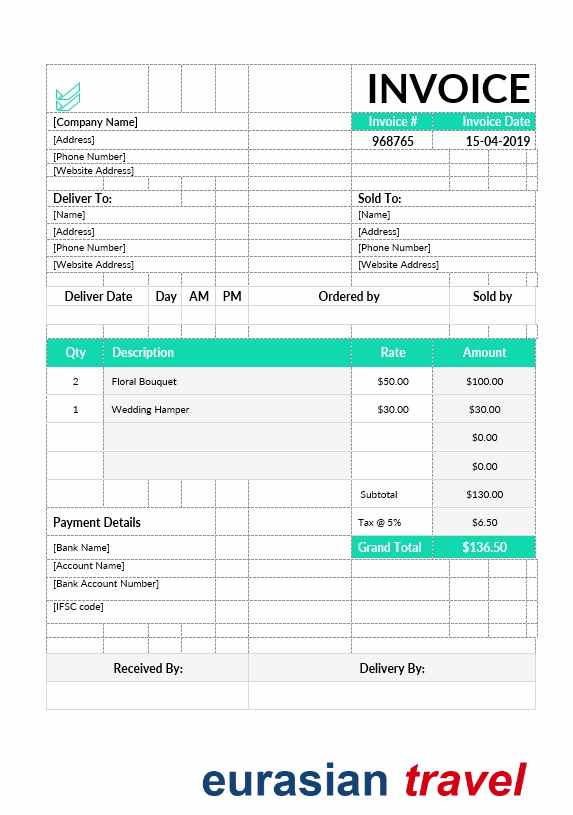 INVOICE
[Company Name] Invoice # Invoice Date
[Address] 968765 15-04-2019
[Phone Number]
[Website Address]
Deliver To: Sold To:
[Name] [Name]
[Address] [Address]
[Phone Number] [Phone Number]
[Website Address] [Website Address]
Deliver Date Day AM PM Ordered by Sold by
Qty Description Rate Amount
2 Floral Bouquet $50.00 $100.00
1 Wedding Hamper $30.00 $30.00
$0.00
$0.00
Subtotal $130.00
Payment Details Tax @ 5% $6.50
[Bank Name] Grand Total $136.50
[Account Name]
[Bank Account Number]
[IFSC code]
Received By: Delivery By:
eurasian travel